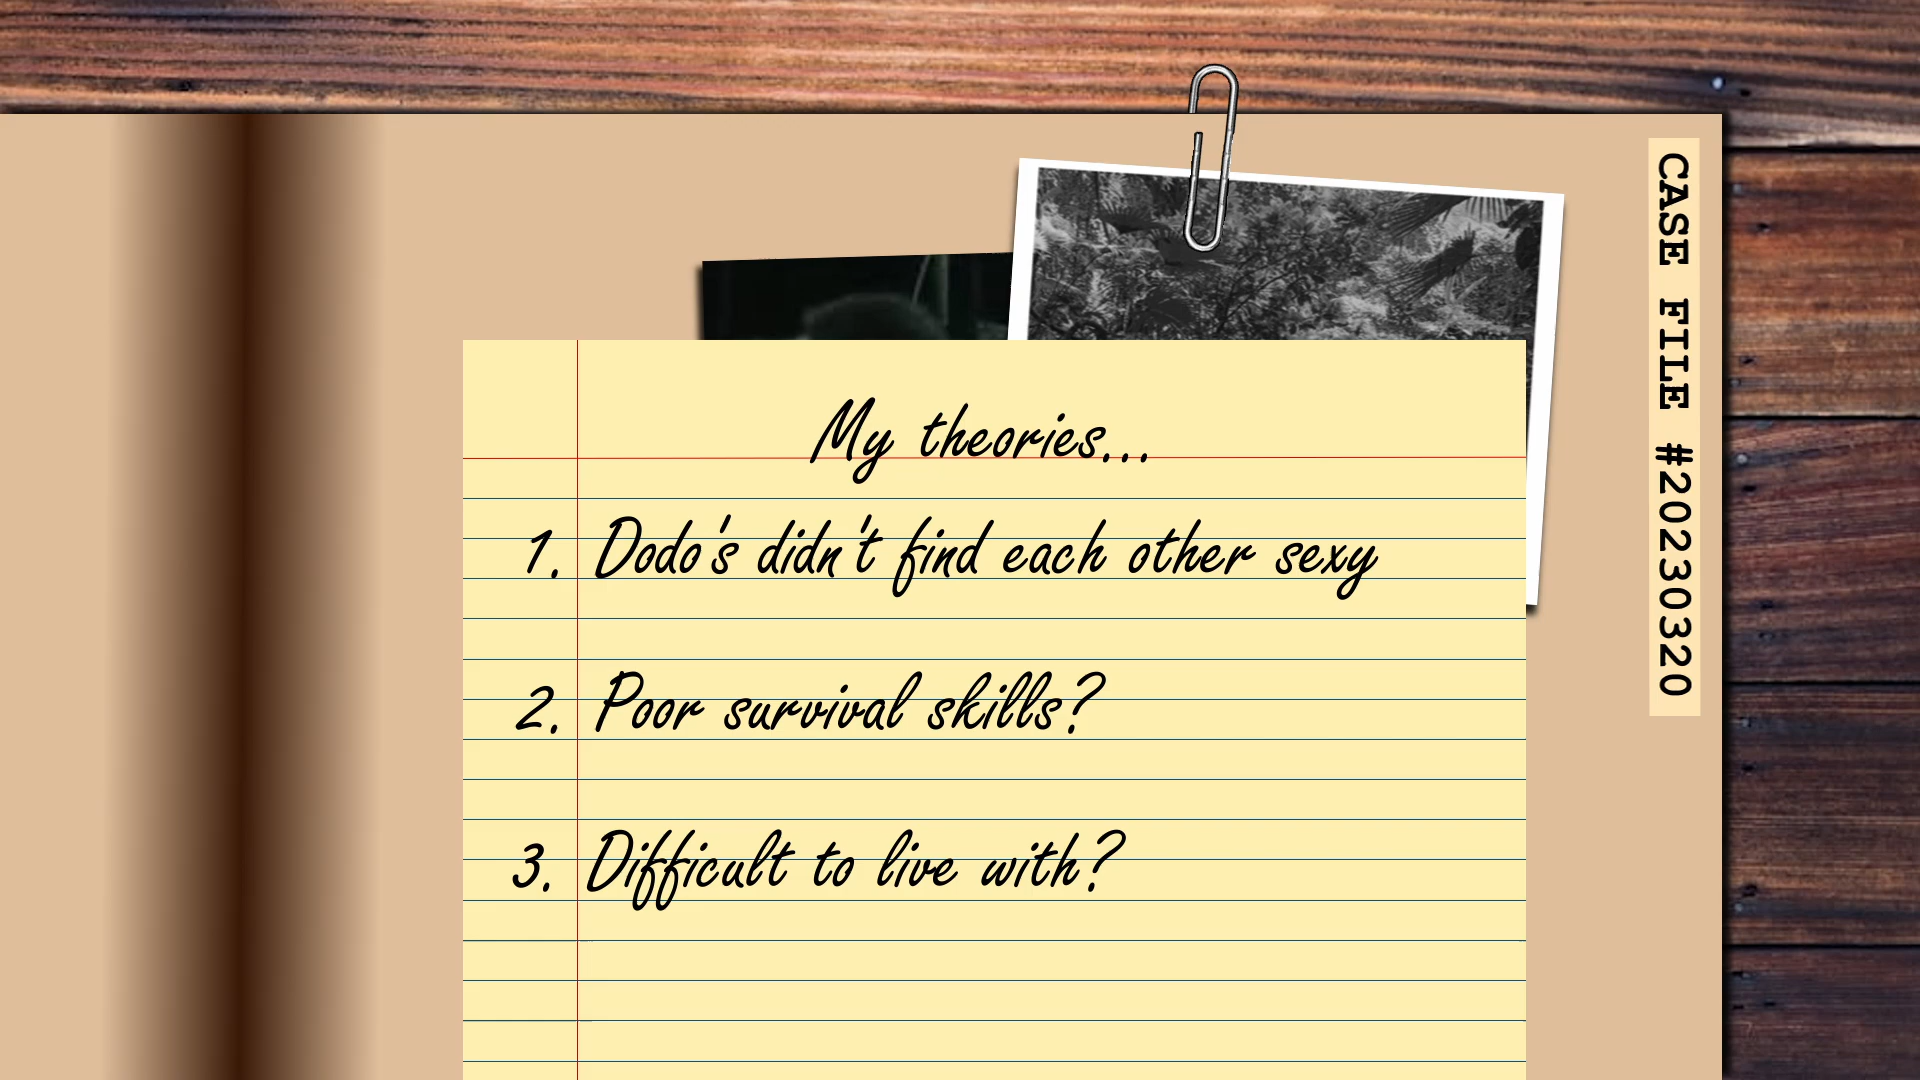 CASE FILE #20230320
My theories...
1. Dodo's didn't find each other sexy
2. Poor survival skills?
3. Difficult to live with?